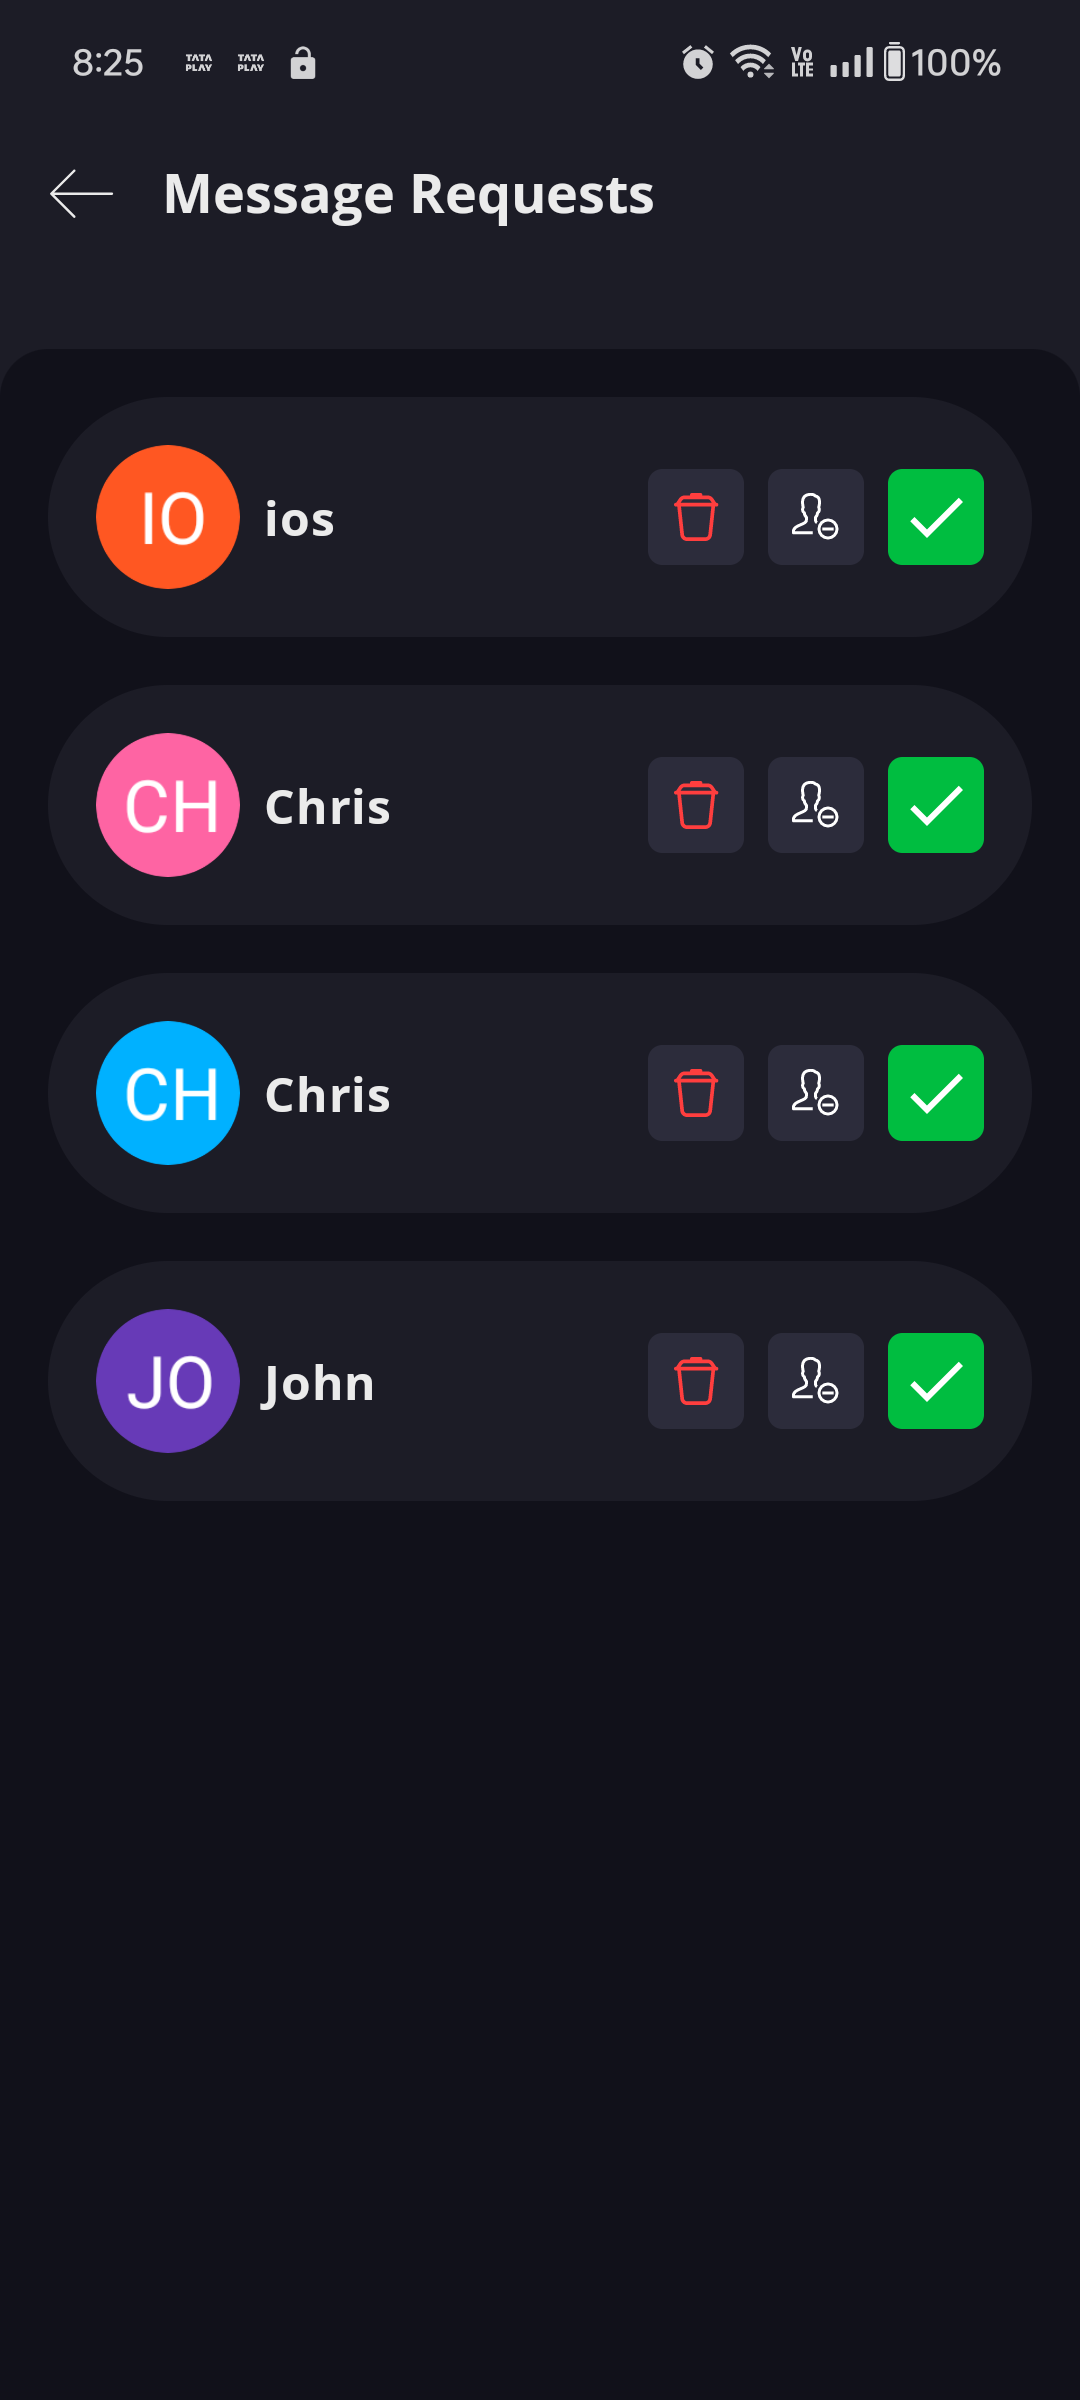 8:25 TATA PLAY TATA PLAY Vo LTE 100%
Message Requests
IO ios
CH Chris
CH Chris
JO John